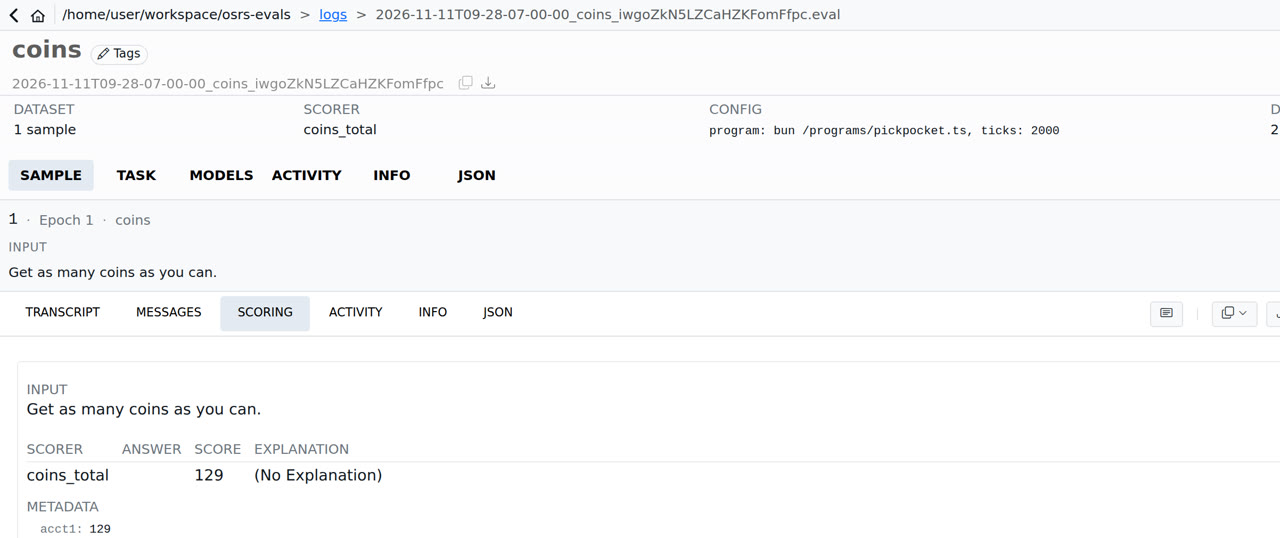 /home/user/workspace/osrs-evals > logs > 2026-11-11T09-28-07-00-00_coins_iwgoZkN5LZCaHZKFomFfpc.eval
coins Tags
2026-11-11T09-28-07-00-00_coins_iwgoZkN5LZCaHZKFomFfpc
DATASET SCORER CONFIG D
1 sample coins_total program: bun /programs/pickpocket.ts, ticks: 2000 2
SAMPLE TASK MODELS ACTIVITY INFO JSON
1 · Epoch 1 · coins
INPUT
Get as many coins as you can.
TRANSCRIPT MESSAGES SCORING ACTIVITY INFO JSON
INPUT
Get as many coins as you can.
SCORER ANSWER SCORE EXPLANATION
coins_total 129 (No Explanation)
METADATA
acct1: 129